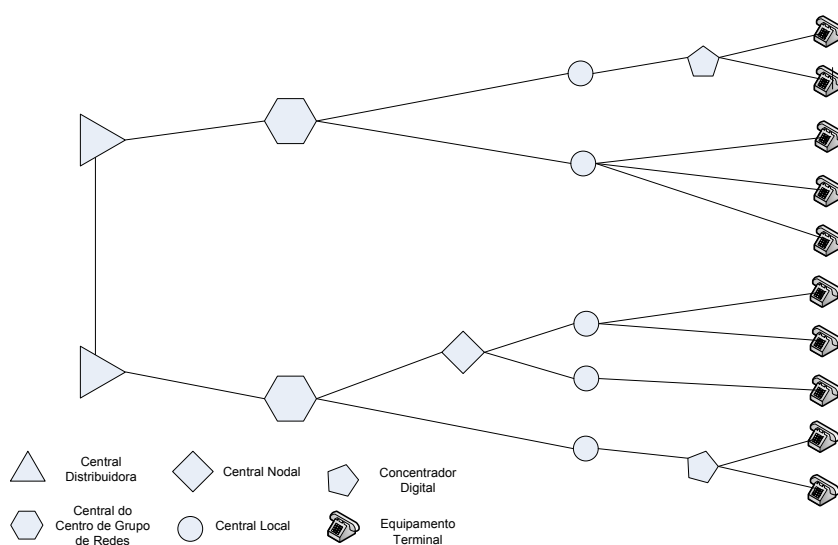 Central
Distribuidora
Central Nodal
Concentrador
Digital
Central do
Centro de Grupo
de Redes
Central Local
Equipamento
Terminal